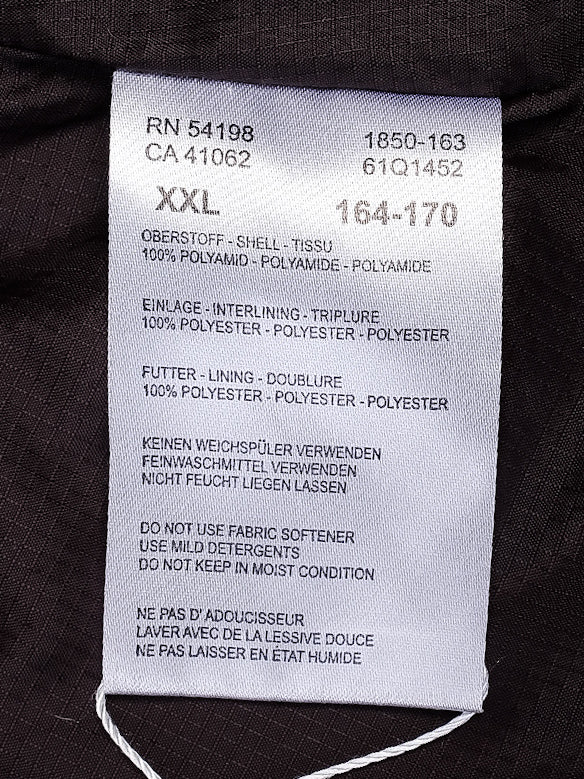 RN 54198
CA 41062
1850-163
61Q1452
XXL
164-170
OBERSTOFF - SHELL - TISSU
100% POLYAMID - POLYAMIDE - POLYAMIDE
EINLAGE - INTERLINING - TRIPLURE
100% POLYESTER - POLYESTER - POLYESTER
FUTTER - LINING - DOUBLURE
100% POLYESTER - POLYESTER - POLYESTER
KEINEN WEICHSPÜLER VERWENDEN
FEINWASCHMITTEL VERWENDEN
NICHT FEUCHT LIEGEN LASSEN
DO NOT USE FABRIC SOFTENER
USE MILD DETERGENTS
DO NOT KEEP IN MOIST CONDITION
NE PAS D' ADOUCISSEUR
LAVER AVEC DE LA LESSIVE DOUCE
NE PAS LAISSER EN ÉTAT HUMIDE